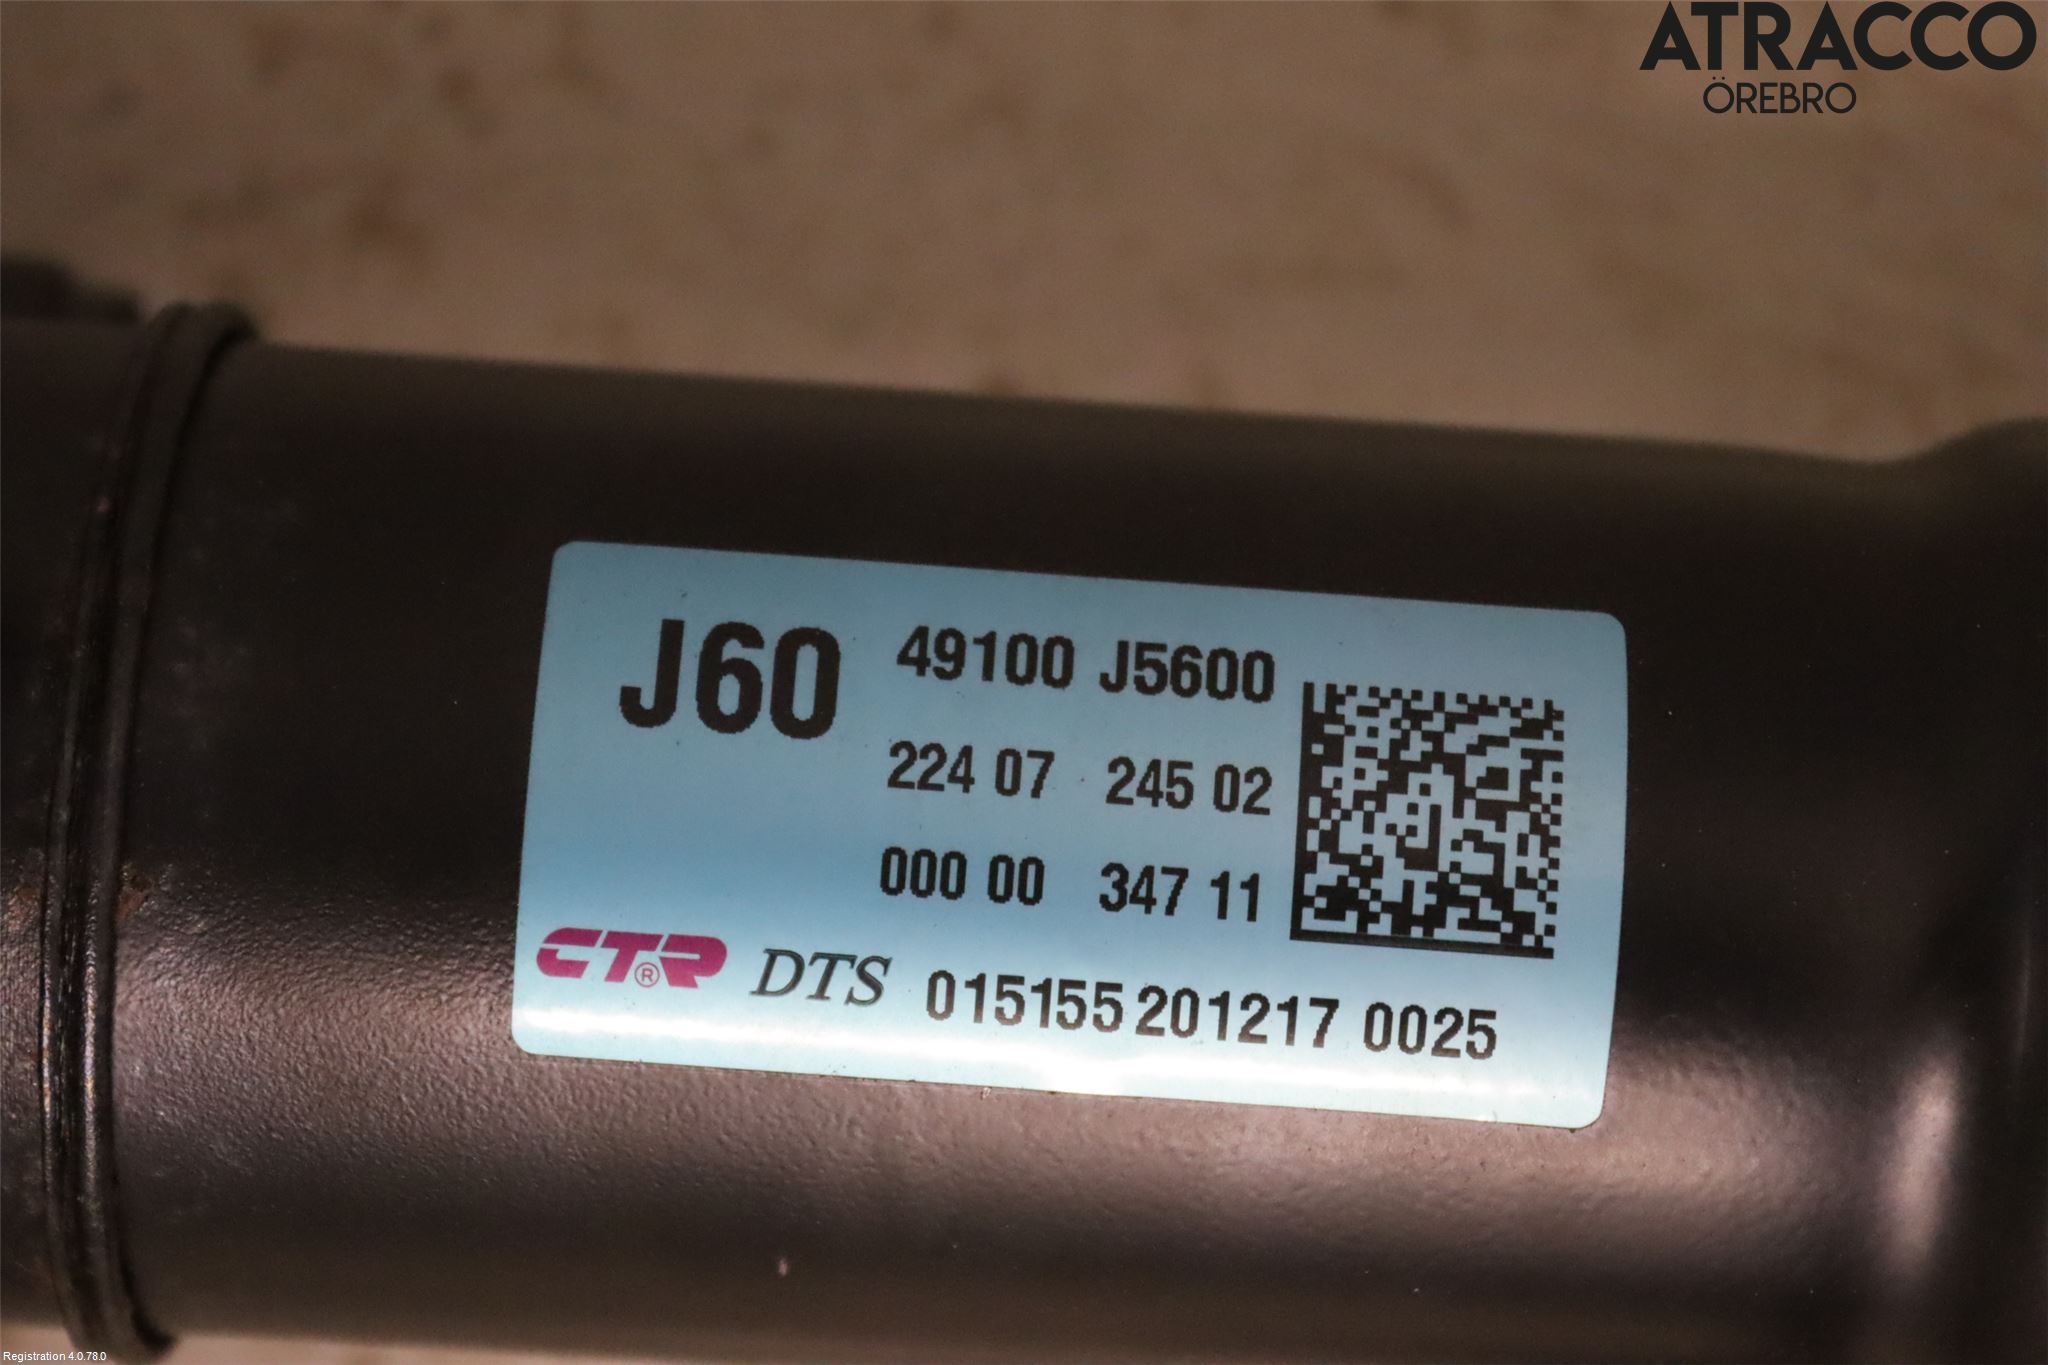 ATRACCO
ÖREBRO
J60 49100 J5600
224 07 245 02
000 00 347 11
CTR® DTS 015155 201217 0025
Registration 4.0.78.0